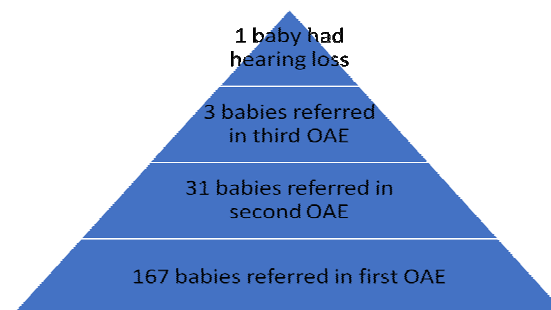 1 baby had
hearing loss
3 babies referred
in third OAE
31 babies referred in
second OAE
167 babies referred in first OAE